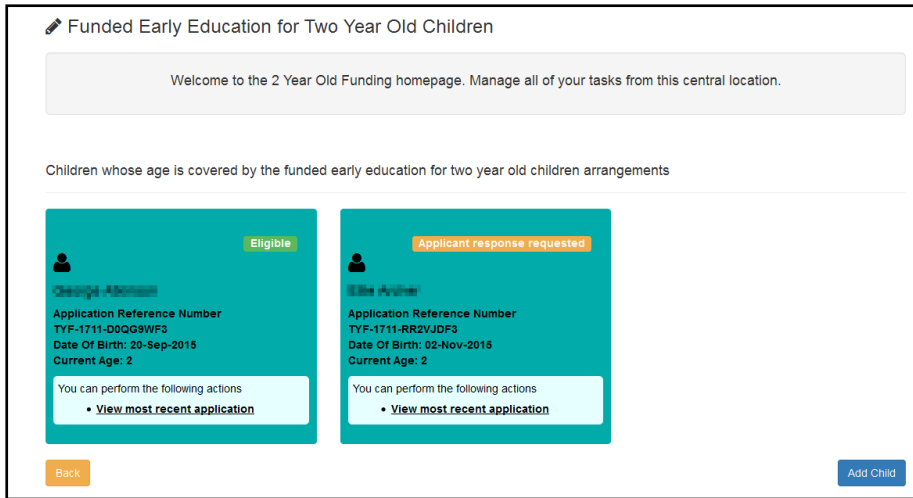 Funded Early Education for Two Year Old Children
Welcome to the 2 Year Old Funding homepage. Manage all of your tasks from this central location.
Children whose age is covered by the funded early education for two year old children arrangements
Eligible
Application Reference Number
TYF-1711-D0QG9WF3
Date Of Birth: 20-Sep-2015
Current Age: 2
You can perform the following actions
• View most recent application
Applicant response requested
Application Reference Number
TYF-1711-RR2VJDF3
Date Of Birth: 02-Nov-2015
Current Age: 2
You can perform the following actions
• View most recent application
Back
Add Child